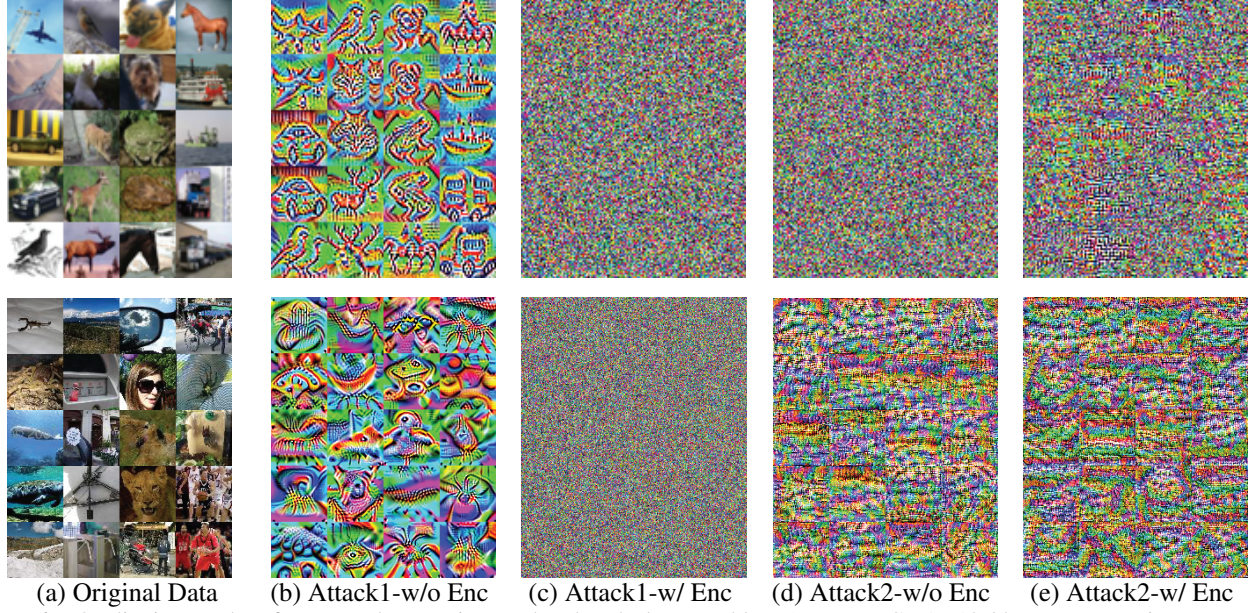 (a) Original Data
(b) Attack1-w/o Enc
(c) Attack1-w/ Enc
(d) Attack2-w/o Enc
(e) Attack2-w/ Enc